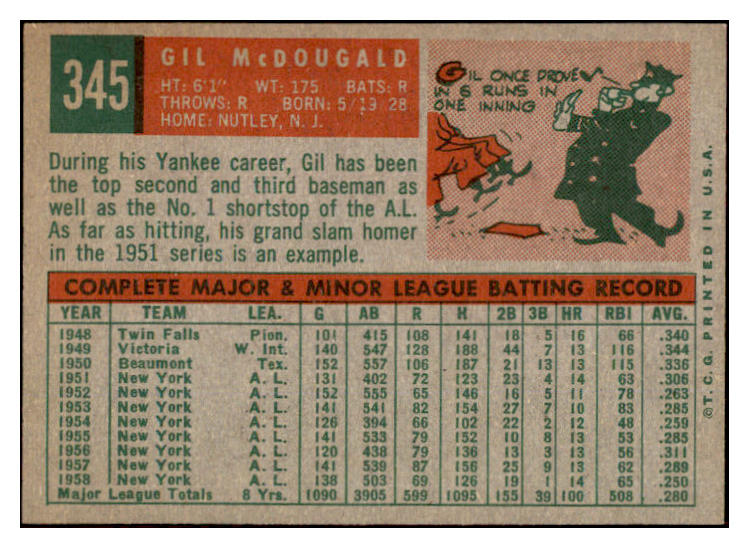 345
GIL McDOUGALD
HT: 6'1" WT: 175 BATS: R
THROWS: R BORN: 5/19/28
HOME: NUTLEY, N. J.
GIL ONCE DROVE
IN 6 RUNS IN
ONE INNING
During his Yankee career, Gil has been
the top second and third baseman as
well as the No. 1 shortstop of the A.L.
As far as hitting, his grand slam homer
in the 1951 series is an example.
COMPLETE MAJOR & MINOR LEAGUE BATTING RECORD
YEAR TEAM LEA. G AB R H 2B 3B HR RBI AVG.
1948 Twin Falls Pion. 101 415 108 141 18 5 16 66 .340
1949 Victoria W. Int. 140 547 128 188 44 7 13 116 .344
1950 Beaumont Tex. 152 557 106 187 21 13 13 115 .336
1951 New York A. L. 131 402 72 123 23 4 14 63 .306
1952 New York A. L. 152 555 65 146 16 5 11 78 .263
1953 New York A. L. 141 541 82 154 27 7 10 83 .285
1954 New York A. L. 126 394 66 102 22 2 12 48 .259
1955 New York A. L. 141 533 79 152 10 8 13 53 .285
1956 New York A. L. 120 438 79 136 13 3 13 56 .311
1957 New York A. L. 141 539 87 156 25 9 13 62 .289
1958 New York A. L. 138 503 69 126 19 1 14 65 .250
Major League Totals 8 Yrs. 1090 3905 599 1095 155 39 100 508 .280
©T. C. G. PRINTED IN U.S.A.